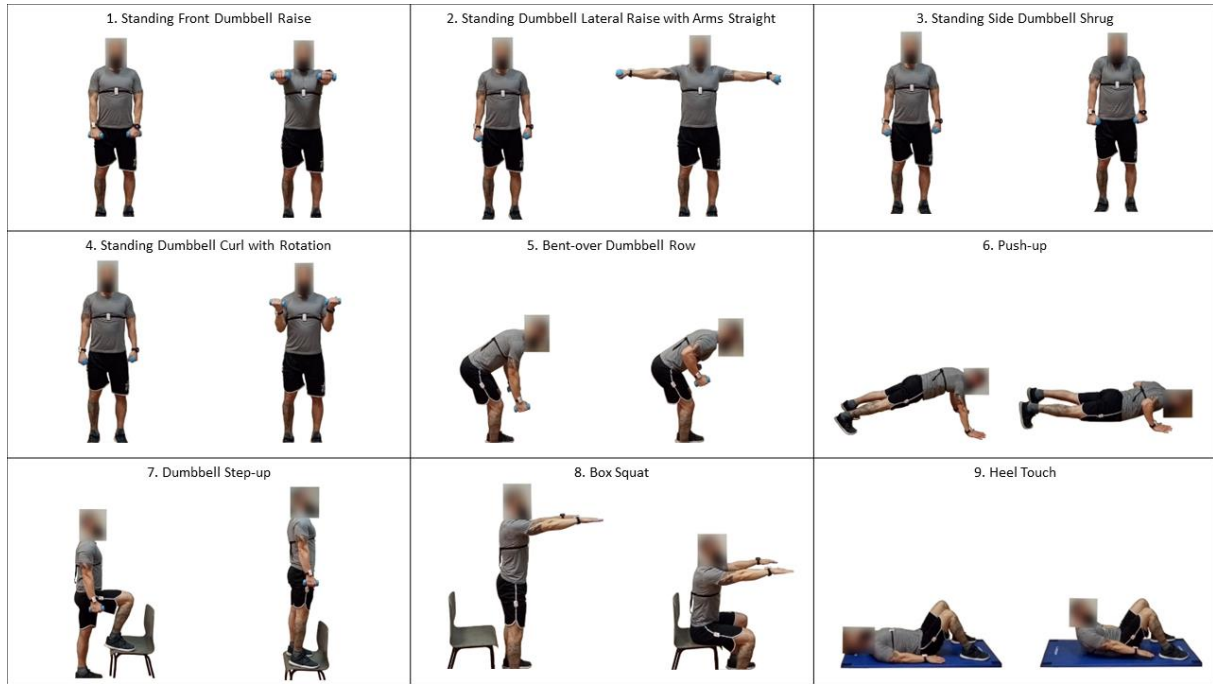 1. Standing Front Dumbbell Raise
2. Standing Dumbbell Lateral Raise with Arms Straight
3. Standing Side Dumbbell Shrug
4. Standing Dumbbell Curl with Rotation
5. Bent-over Dumbbell Row
6. Push-up
7. Dumbbell Step-up
8. Box Squat
9. Heel Touch